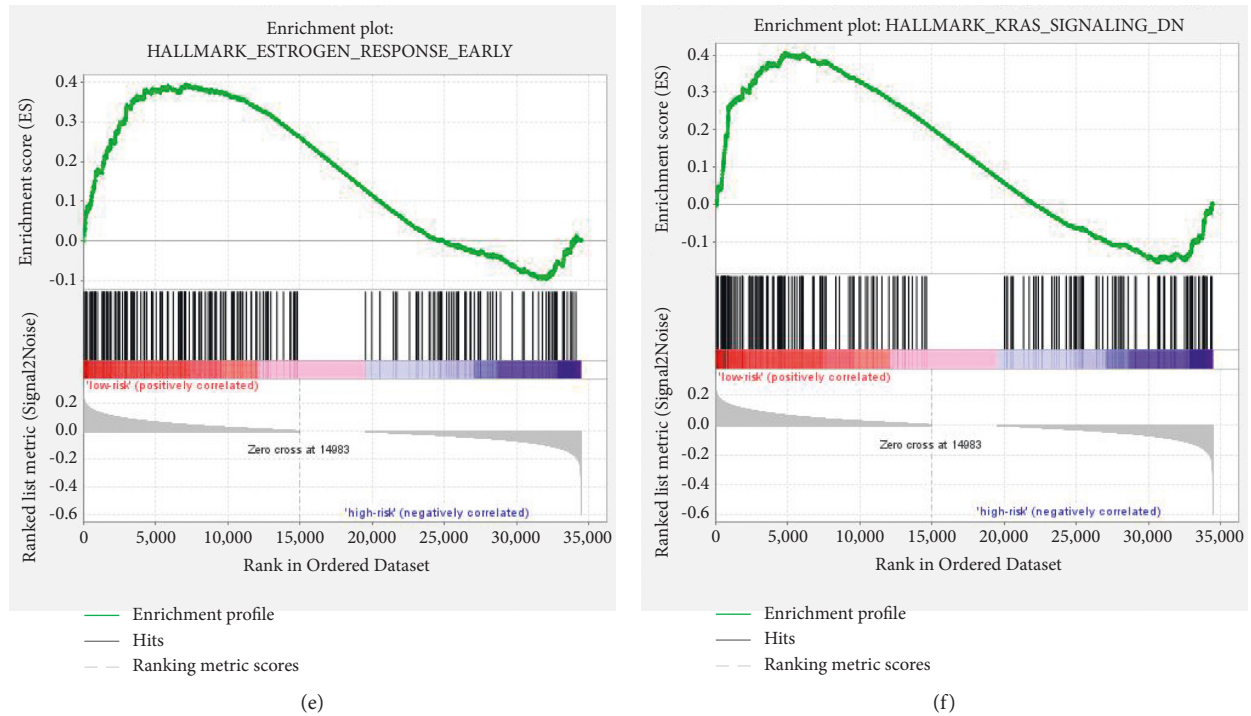 Enrichment plot:
HALLMARK_ESTROGEN_RESPONSE_EARLY
Enrichment score (ES)
0.4
0.3
0.2
0.1
0.0
-0.1
'low-risk' (positively correlated)
Ranked list metric (Signal2Noise)
0.2
0.0
-0.2
-0.4
-0.6
Zero cross at 14983
'high-risk' (negatively correlated)
0 5,000 10,000 15,000 20,000 25,000 30,000 35,000
Rank in Ordered Dataset
Enrichment profile
Hits
Ranking metric scores
(e)
Enrichment plot: HALLMARK_KRAS_SIGNALING_DN
Enrichment score (ES)
0.4
0.3
0.2
0.1
0.0
-0.1
'low-risk' (positively correlated)
Ranked list metric (Signal2Noise)
0.2
0.0
-0.2
-0.4
-0.6
Zero cross at 14983
'high-risk' (negatively correlated)
0 5,000 10,000 15,000 20,000 25,000 30,000 35,000
Rank in Ordered Dataset
Enrichment profile
Hits
Ranking metric scores
(f)